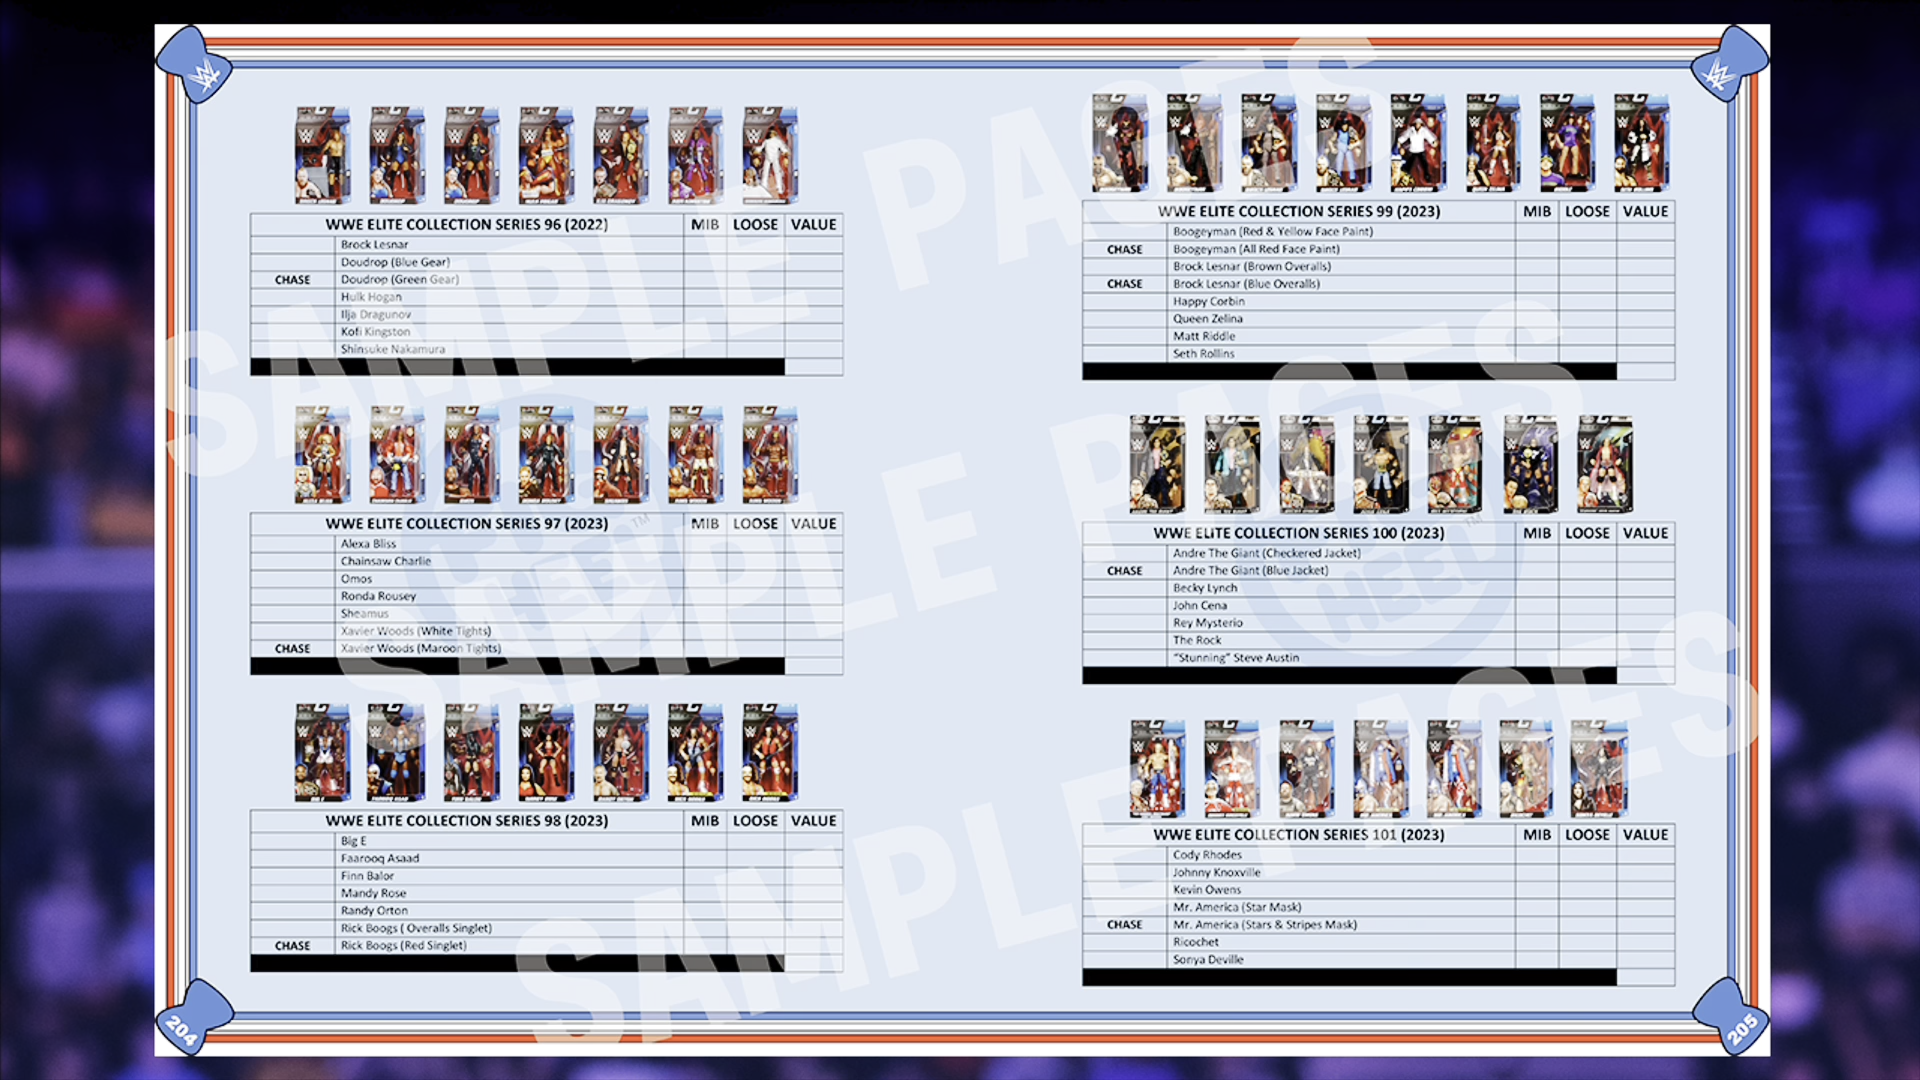 WWE ELITE COLLECTION SERIES 96 (2022) MIB LOOSE VALUE
Brock Lesnar
Doudrop (Blue Gear)
CHASE Doudrop (Green Gear)
Hulk Hogan
Ilja Dragunov
Kofi Kingston
Shinsuke Nakamura
WWE ELITE COLLECTION SERIES 97 (2023) MIB LOOSE VALUE
Alexa Bliss
Chainsaw Charlie
Omos
Ronda Rousey
Sheamus
Xavier Woods (White Tights)
CHASE Xavier Woods (Maroon Tights)
WWE ELITE COLLECTION SERIES 98 (2023) MIB LOOSE VALUE
Big E
Faarooq Asaad
Finn Balor
Mandy Rose
Randy Orton
Rick Boogs ( Overalls Singlet)
CHASE Rick Boogs (Red Singlet)
204
WWE ELITE COLLECTION SERIES 99 (2023) MIB LOOSE VALUE
Boogeyman (Red & Yellow Face Paint)
CHASE Boogeyman (All Red Face Paint)
Brock Lesnar (Brown Overalls)
CHASE Brock Lesnar (Blue Overalls)
Happy Corbin
Queen Zelina
Matt Riddle
Seth Rollins
WWE ELITE COLLECTION SERIES 100 (2023) MIB LOOSE VALUE
Andre The Giant (Checkered Jacket)
CHASE Andre The Giant (Blue Jacket)
Becky Lynch
John Cena
Rey Mysterio
The Rock
"Stunning" Steve Austin
WWE ELITE COLLECTION SERIES 101 (2023) MIB LOOSE VALUE
Cody Rhodes
Johnny Knoxville
Kevin Owens
Mr. America (Star Mask)
CHASE Mr. America (Stars & Stripes Mask)
Ricochet
Sonya Deville
205
SAMPLE PAGES
SAMPLE PAGES
SAMPLE PAGES